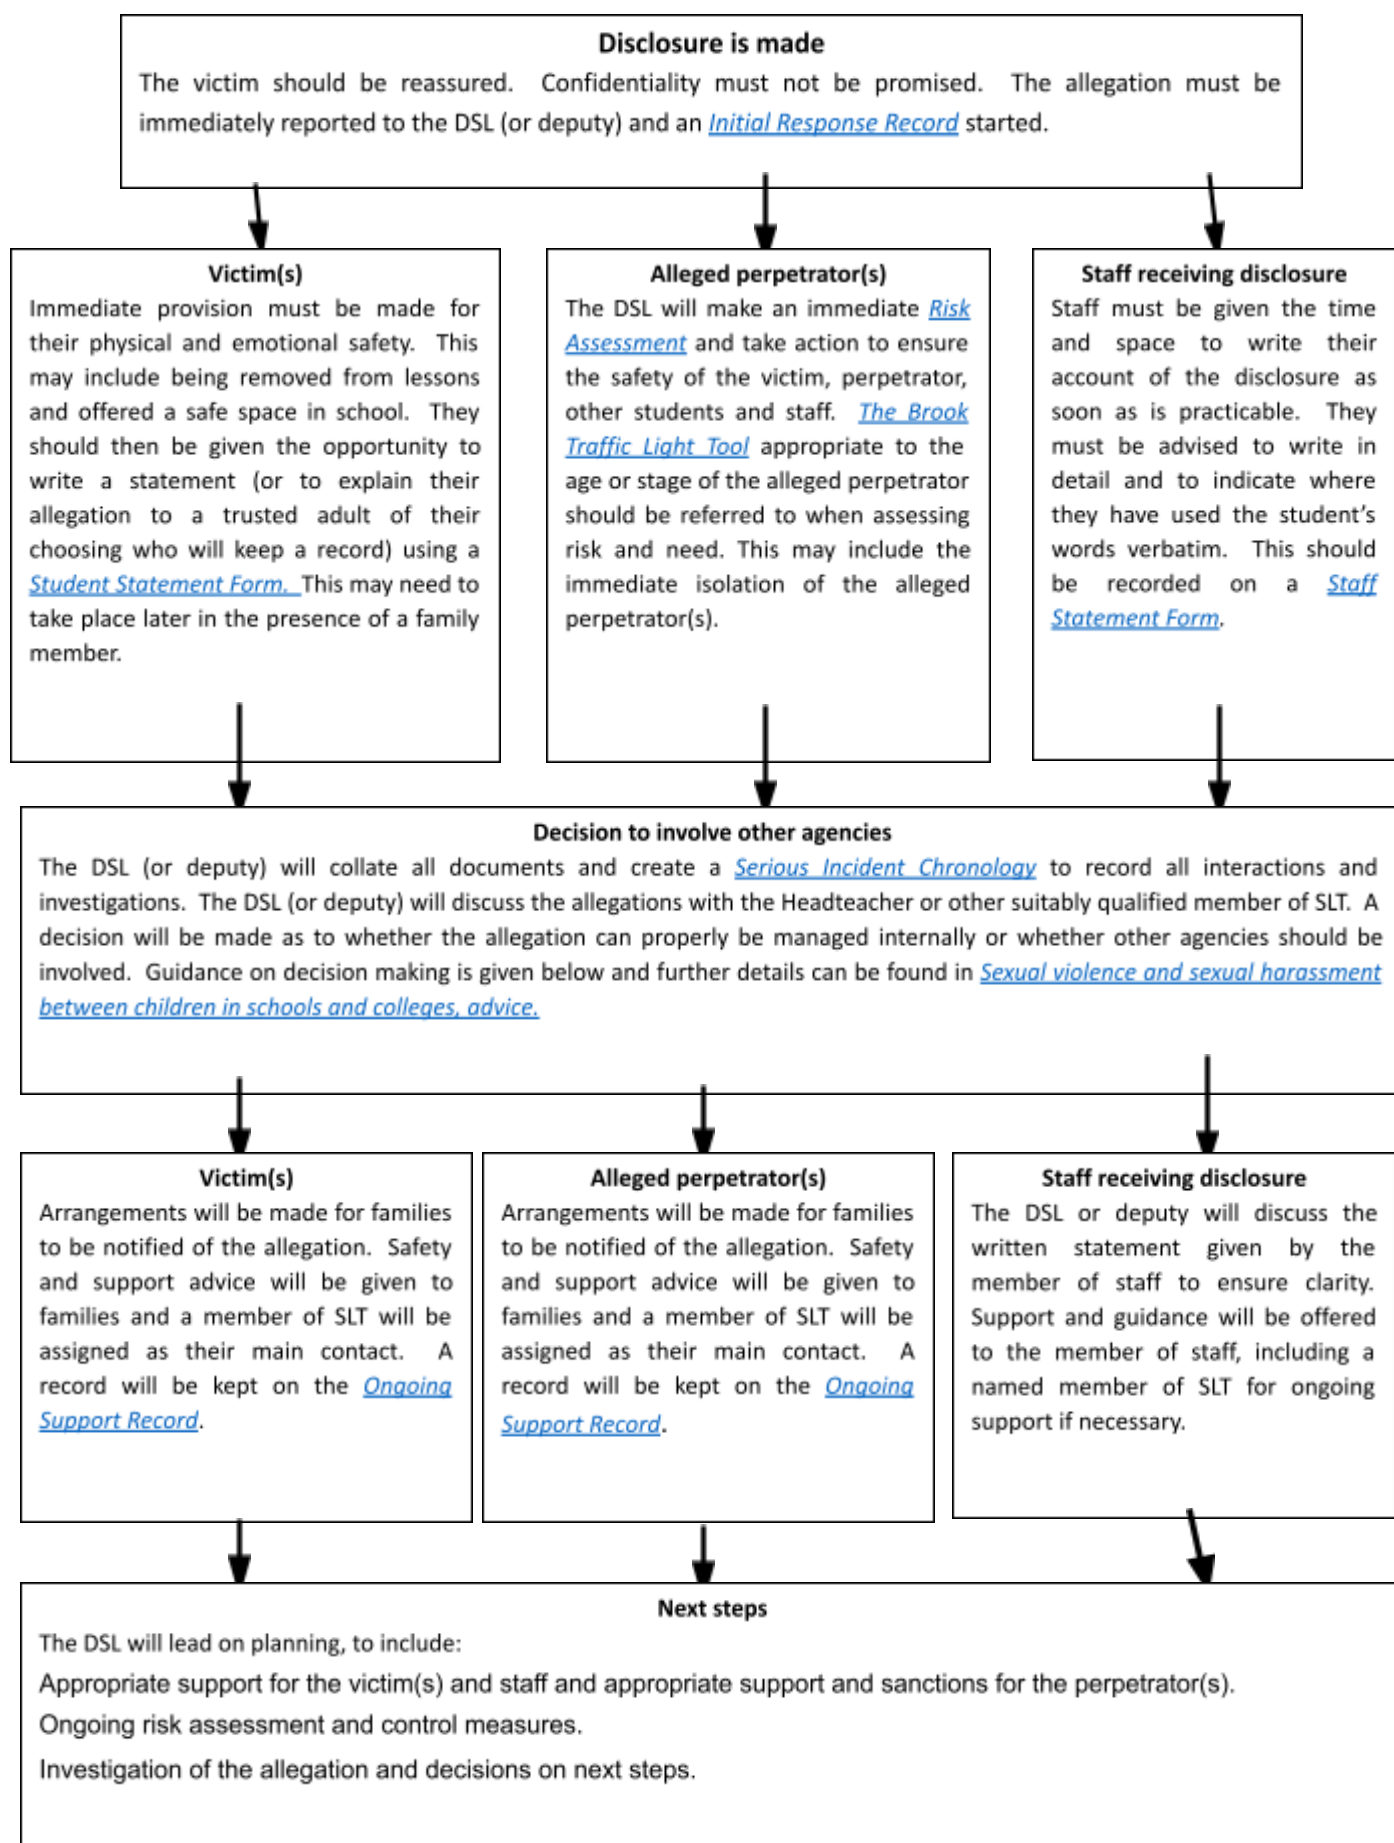 Disclosure is made
The victim should be reassured. Confidentiality must not be promised. The allegation must be
immediately reported to the DSL (or deputy) and an Initial Response Record started.
Victim(s)
Immediate provision must be made for
their physical and emotional safety. This
may include being removed from lessons
and offered a safe space in school. They
should then be given the opportunity to
write a statement (or to explain their
allegation to a trusted adult of their
choosing who will keep a record) using a
Student Statement Form. This may need to
take place later in the presence of a family
member.
Alleged perpetrator(s)
The DSL will make an immediate Risk
Assessment and take action to ensure
the safety of the victim, perpetrator,
other students and staff. The Brook
Traffic Light Tool appropriate to the
age or stage of the alleged perpetrator
should be referred to when assessing
risk and need. This may include the
immediate isolation of the alleged
perpetrator(s).
Staff receiving disclosure
Staff must be given the time
and space to write their
account of the disclosure as
soon as is practicable. They
must be advised to write in
detail and to indicate where
they have used the student's
words verbatim. This should
be recorded on a Staff
Statement Form.
Decision to involve other agencies
The DSL (or deputy) will collate all documents and create a Serious Incident Chronology to record all interactions and
investigations. The DSL (or deputy) will discuss the allegations with the Headteacher or other suitably qualified member of SLT. A
decision will be made as to whether the allegation can properly be managed internally or whether other agencies should be
involved. Guidance on decision making is given below and further details can be found in Sexual violence and sexual harassment
between children in schools and colleges, advice.
Victim(s)
Arrangements will be made for families
to be notified of the allegation. Safety
and support advice will be given to
families and a member of SLT will be
assigned as their main contact. A
record will be kept on the Ongoing
Support Record.
Alleged perpetrator(s)
Arrangements will be made for families
to be notified of the allegation. Safety
and support advice will be given to
families and a member of SLT will be
assigned as their main contact. A
record will be kept on the Ongoing
Support Record.
Staff receiving disclosure
The DSL or deputy will discuss the
written statement given by the
member of staff to ensure clarity.
Support and guidance will be offered
to the member of staff, including a
named member of SLT for ongoing
support if necessary.
Next steps
The DSL will lead on planning, to include:
Appropriate support for the victim(s) and staff and appropriate support and sanctions for the perpetrator(s).
Ongoing risk assessment and control measures.
Investigation of the allegation and decisions on next steps.